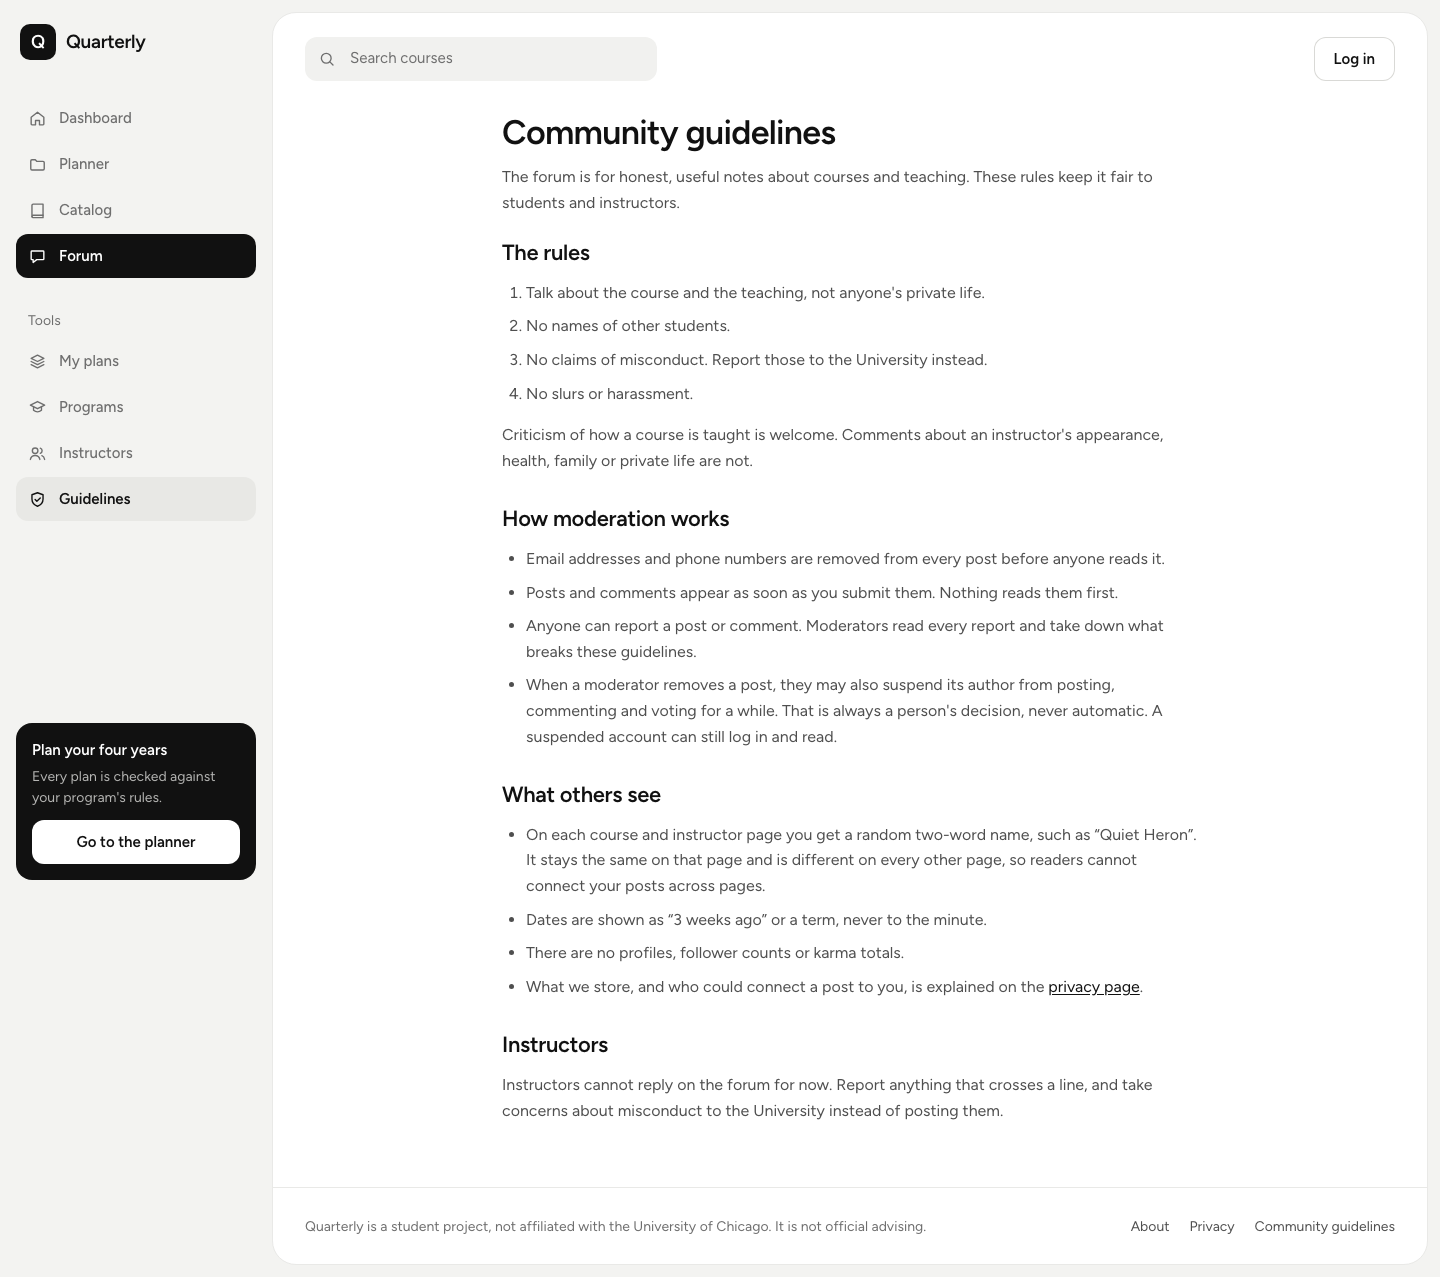 Q Quarterly
Dashboard
Planner
Catalog
Forum
Tools
My plans
Programs
Instructors
Guidelines
Plan your four years
Every plan is checked against
your program's rules.
Go to the planner
Search courses
Log in
Community guidelines
The forum is for honest, useful notes about courses and teaching. These rules keep it fair to
students and instructors.
The rules
1. Talk about the course and the teaching, not anyone's private life.
2. No names of other students.
3. No claims of misconduct. Report those to the University instead.
4. No slurs or harassment.
Criticism of how a course is taught is welcome. Comments about an instructor's appearance,
health, family or private life are not.
How moderation works
• Email addresses and phone numbers are removed from every post before anyone reads it.
• Posts and comments appear as soon as you submit them. Nothing reads them first.
• Anyone can report a post or comment. Moderators read every report and take down what
breaks these guidelines.
• When a moderator removes a post, they may also suspend its author from posting,
commenting and voting for a while. That is always a person's decision, never automatic. A
suspended account can still log in and read.
What others see
• On each course and instructor page you get a random two-word name, such as “Quiet Heron”.
It stays the same on that page and is different on every other page, so readers cannot
connect your posts across pages.
• Dates are shown as “3 weeks ago” or a term, never to the minute.
• There are no profiles, follower counts or karma totals.
• What we store, and who could connect a post to you, is explained on the privacy page.
Instructors
Instructors cannot reply on the forum for now. Report anything that crosses a line, and take
concerns about misconduct to the University instead of posting them.
Quarterly is a student project, not affiliated with the University of Chicago. It is not official advising.
About Privacy Community guidelines